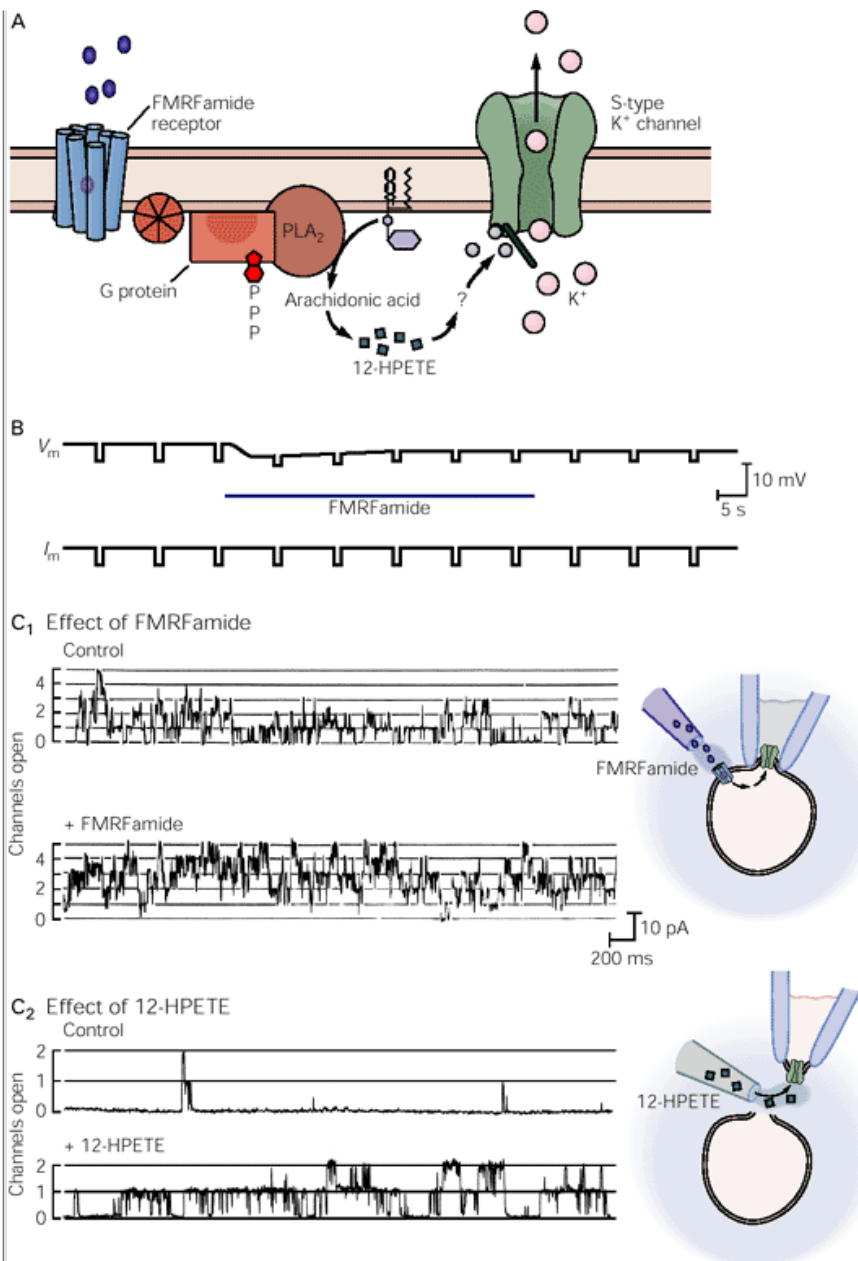 A
FMRFamide
receptor
S-type
K+ channel
PLA2
G protein
P
P
P
Arachidonic acid
?
K+
12-HPETE
B
Vm
10 mV
5 s
FMRFamide
Im
C1 Effect of FMRFamide
Control
4
2
0
Channels open
FMRFamide
+ FMRFamide
4
2
0
10 pA
200 ms
C2 Effect of 12-HPETE
Control
2
1
0
Channels open
12-HPETE
+ 12-HPETE
2
1
0